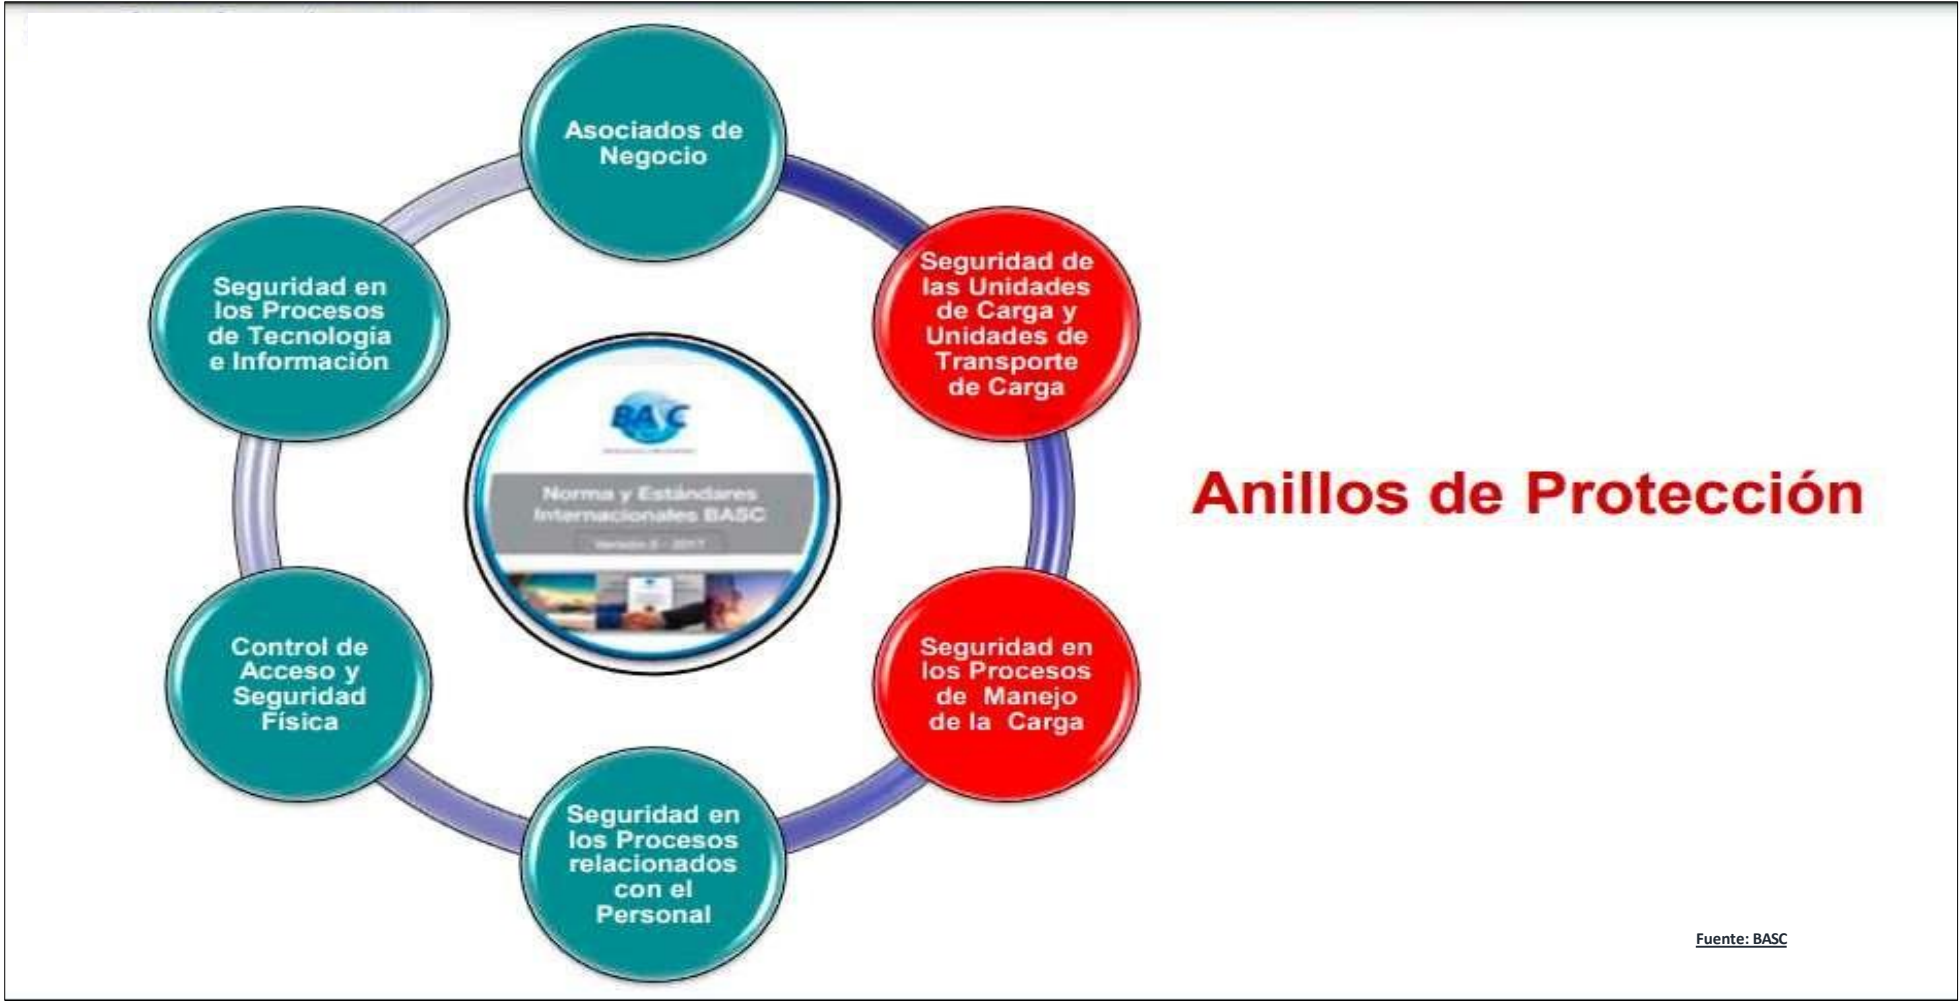 Asociados de
Negocio
Seguridad de
las Unidades
de Carga y
Unidades de
Transporte
de Carga
Seguridad en
los Procesos
de Manejo
de la Carga
Seguridad en
los Procesos
relacionados
con el
Personal
Control de
Acceso y
Seguridad
Física
Seguridad en
los Procesos
de Tecnología
e Información
BASC
Norma y Estándares
Internacionales BASC
Anillos de Protección
Fuente: BASC